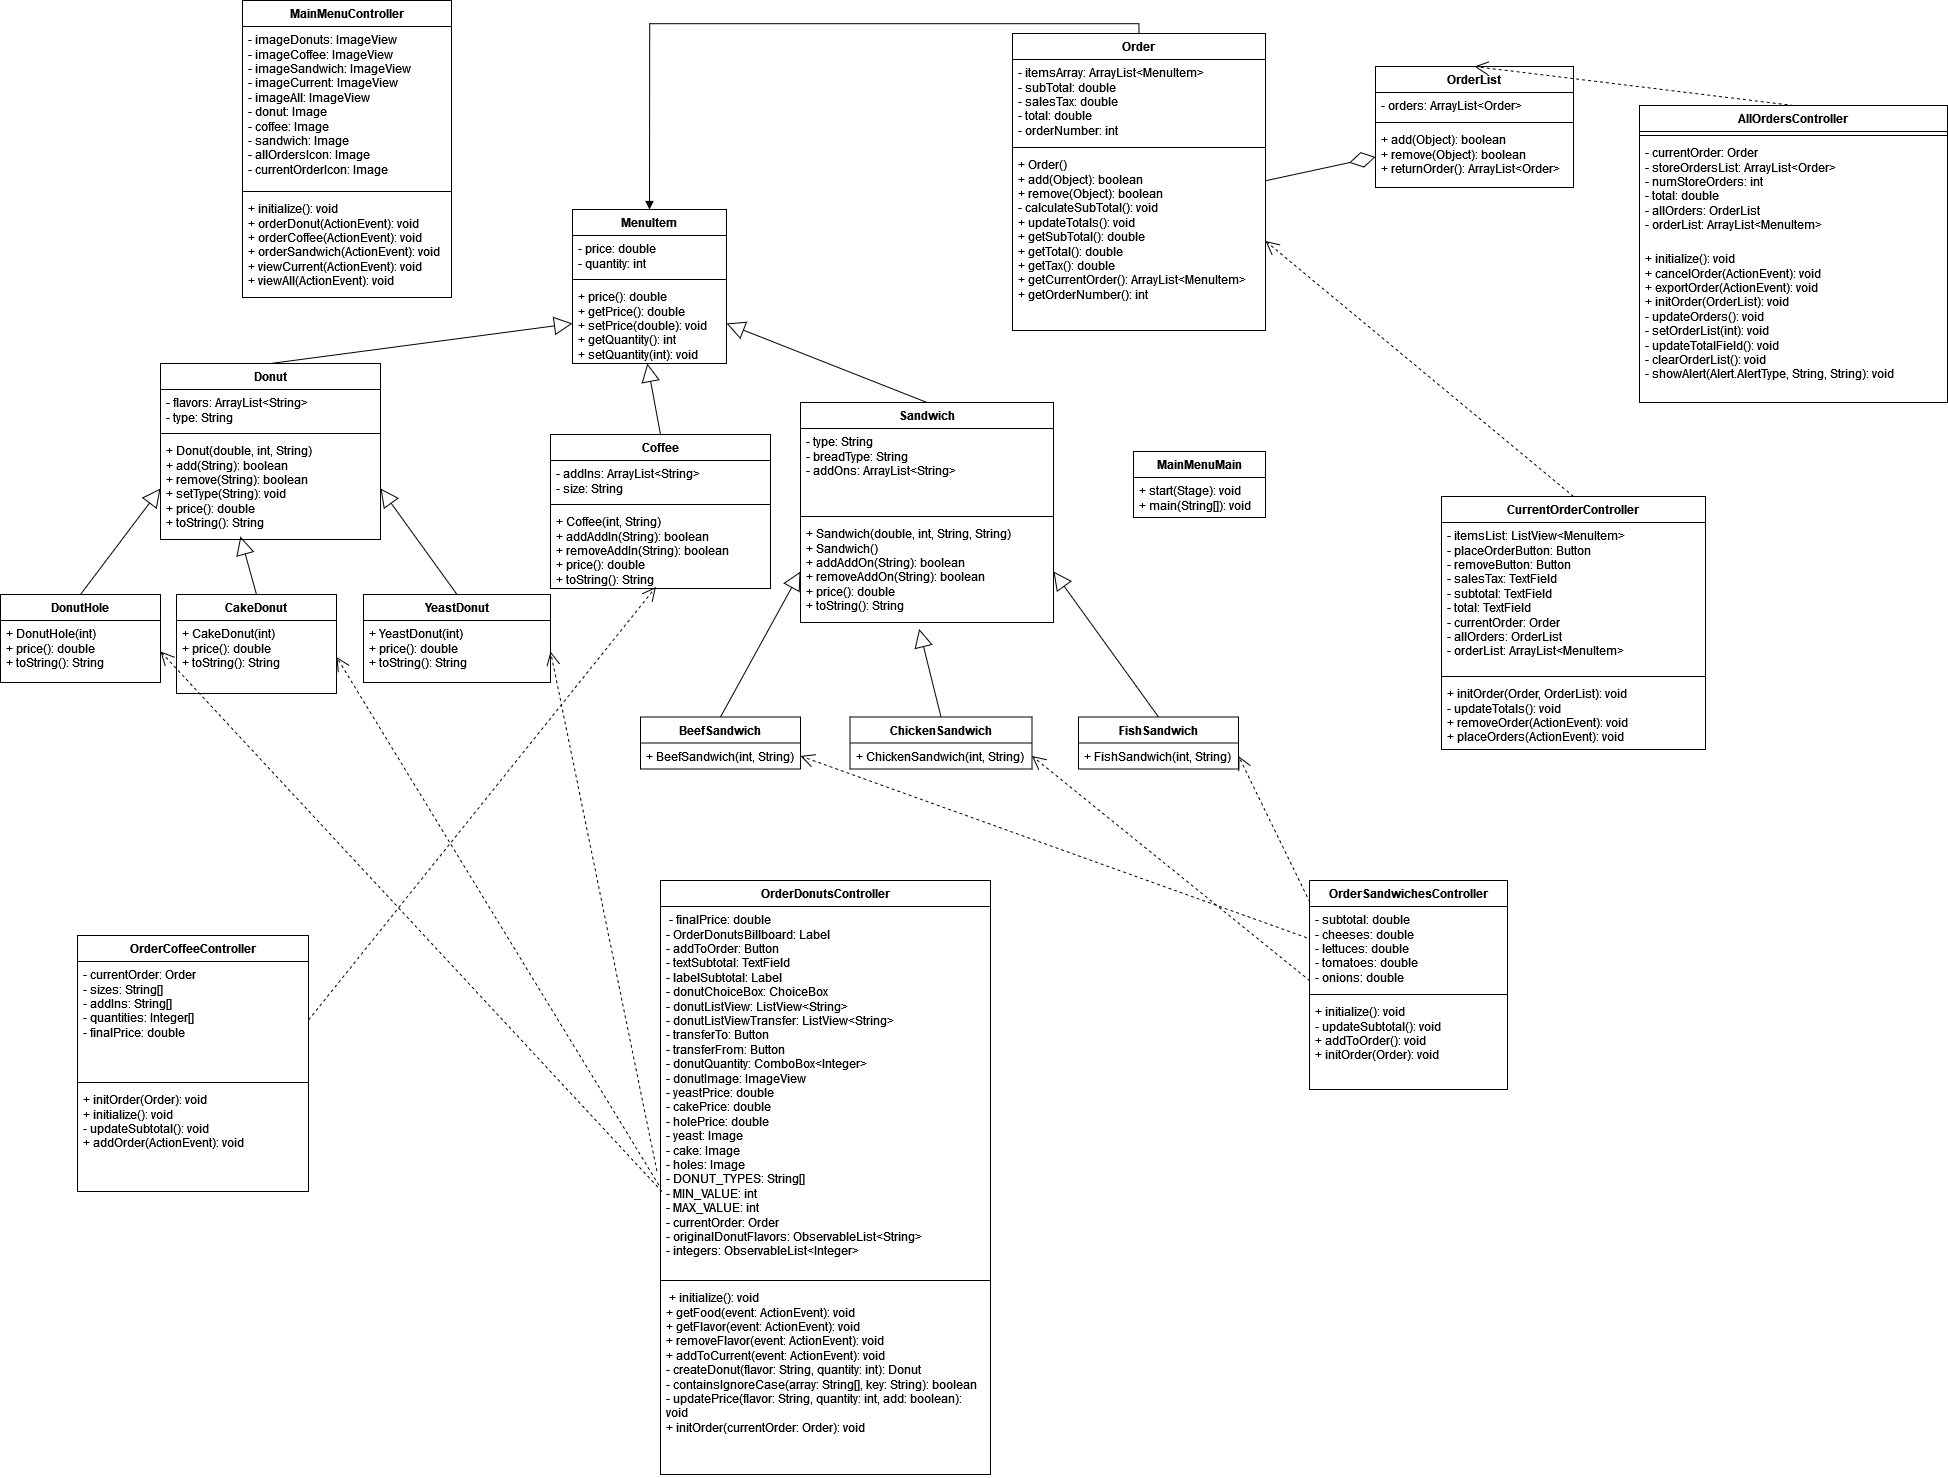 MainMenuController
- imageDonuts: ImageView
- imageCoffee: ImageView
- imageSandwich: ImageView
- imageCurrent: ImageView
- imageAll: ImageView
- donut: Image
- coffee: Image
- sandwich: Image
- allOrdersIcon: Image
- currentOrderIcon: Image
+ initialize(): void
+ orderDonut(ActionEvent): void
+ orderCoffee(ActionEvent): void
+ orderSandwich(ActionEvent): void
+ viewCurrent(ActionEvent): void
+ viewAll(ActionEvent): void
Order
- itemsArray: ArrayList<MenuItem>
- subTotal: double
- salesTax: double
- total: double
- orderNumber: int
+ Order()
+ add(Object): boolean
+ remove(Object): boolean
- calculateSubTotal(): void
+ updateTotals(): void
+ getSubTotal(): double
+ getTotal(): double
+ getTax(): double
+ getCurrentOrder(): ArrayList<MenuItem>
+ getOrderNumber(): int
OrderList
- orders: ArrayList<Order>
+ add(Object): boolean
+ remove(Object): boolean
+ returnOrder(): ArrayList<Order>
AllOrdersController
- currentOrder: Order
- storeOrdersList: ArrayList<Order>
- numStoreOrders: int
- total: double
- allOrders: OrderList
- orderList: ArrayList<MenuItem>
+ initialize(): void
+ cancelOrder(ActionEvent): void
+ exportOrder(ActionEvent): void
+ initOrder(OrderList): void
- updateOrders(): void
- setOrderList(int): void
- updateTotalField(): void
- clearOrderList(): void
- showAlert(Alert.AlertType, String, String): void
MenuItem
- price: double
- quantity: int
+ price(): double
+ getPrice(): double
+ setPrice(double): void
+ getQuantity(): int
+ setQuantity(int): void
Donut
- flavors: ArrayList<String>
- type: String
+ Donut(double, int, String)
+ add(String): boolean
+ remove(String): boolean
+ setType(String): void
+ price(): double
+ toString(): String
Coffee
- addIns: ArrayList<String>
- size: String
+ Coffee(int, String)
+ addAddIn(String): boolean
+ removeAddIn(String): boolean
+ price(): double
+ toString(): String
Sandwich
- type: String
- breadType: String
- addOns: ArrayList<String>
+ Sandwich(double, int, String, String)
+ Sandwich()
+ addAddOn(String): boolean
+ removeAddOn(String): boolean
+ price(): double
+ toString(): String
MainMenuMain
+ start(Stage): void
+ main(String[]): void
CurrentOrderController
- itemsList: ListView<MenuItem>
- placeOrderButton: Button
- removeButton: Button
- salesTax: TextField
- subtotal: TextField
- total: TextField
- currentOrder: Order
- allOrders: OrderList
- orderList: ArrayList<MenuItem>
+ initOrder(Order, OrderList): void
- updateTotals(): void
+ removeOrder(ActionEvent): void
+ placeOrders(ActionEvent): void
DonutHole
+ DonutHole(int)
+ price(): double
+ toString(): String
CakeDonut
+ CakeDonut(int)
+ price(): double
+ toString(): String
YeastDonut
+ YeastDonut(int)
+ price(): double
+ toString(): String
BeefSandwich
+ BeefSandwich(int, String)
ChickenSandwich
+ ChickenSandwich(int, String)
FishSandwich
+ FishSandwich(int, String)
OrderCoffeeController
- currentOrder: Order
- sizes: String[]
- addIns: String[]
- quantities: Integer[]
- finalPrice: double
+ initOrder(Order): void
+ initialize(): void
- updateSubtotal(): void
+ addOrder(ActionEvent): void
OrderDonutsController
- finalPrice: double
- OrderDonutsBillboard: Label
- addToOrder: Button
- textSubtotal: TextField
- labelSubtotal: Label
- donutChoiceBox: ChoiceBox
- donutListView: ListView<String>
- donutListViewTransfer: ListView<String>
- transferTo: Button
- transferFrom: Button
- donutQuantity: ComboBox<Integer>
- donutImage: ImageView
- yeastPrice: double
- cakePrice: double
- holePrice: double
- yeast: Image
- cake: Image
- holes: Image
- DONUT_TYPES: String[]
- MIN_VALUE: int
- MAX_VALUE: int
- currentOrder: Order
- originalDonutFlavors: ObservableList<String>
- integers: ObservableList<Integer>
+ initialize(): void
+ getFood(event: ActionEvent): void
+ getFlavor(event: ActionEvent): void
+ removeFlavor(event: ActionEvent): void
+ addToCurrent(event: ActionEvent): void
- createDonut(flavor: String, quantity: int): Donut
- containsIgnoreCase(array: String[], key: String): boolean
- updatePrice(flavor: String, quantity: int, add: boolean):
void
+ initOrder(currentOrder: Order): void
OrderSandwichesController
- subtotal: double
- cheeses: double
- lettuces: double
- tomatoes: double
- onions: double
+ initialize(): void
- updateSubtotal(): void
+ addToOrder(): void
+ initOrder(Order): void